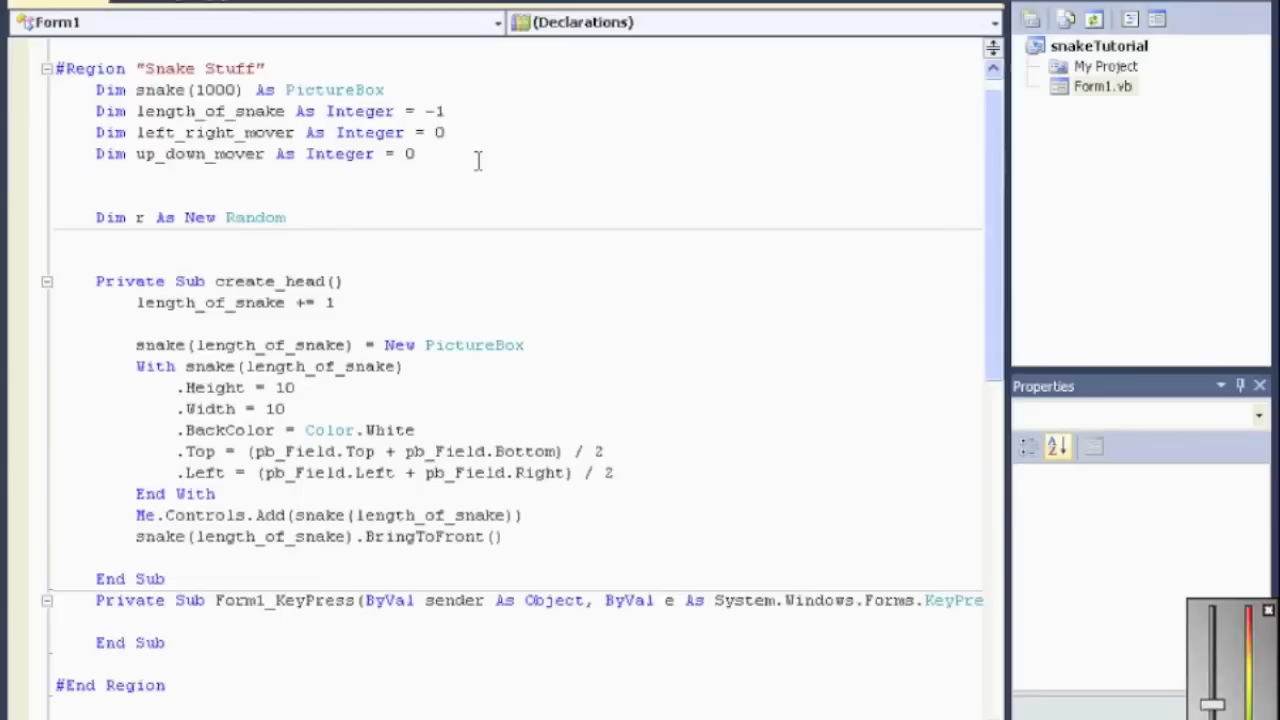 Form1
(Declarations)
#Region "Snake Stuff"
Dim snake(1000) As PictureBox
Dim length_of_snake As Integer = -1
Dim left_right_mover As Integer = 0
Dim up_down_mover As Integer = 0
Dim r As New Random
Private Sub create_head()
length_of_snake += 1
snake(length_of_snake) = New PictureBox
With snake(length_of_snake)
.Height = 10
.Width = 10
.BackColor = Color.White
.Top = (pb_Field.Top + pb_Field.Bottom) / 2
.Left = (pb_Field.Left + pb_Field.Right) / 2
End With
Me.Controls.Add(snake(length_of_snake))
snake(length_of_snake).BringToFront()
End Sub
Private Sub Form1_KeyPress(ByVal sender As Object, ByVal e As System.Windows.Forms.KeyPre
End Sub
#End Region
snakeTutorial
My Project
Form1.vb
Properties